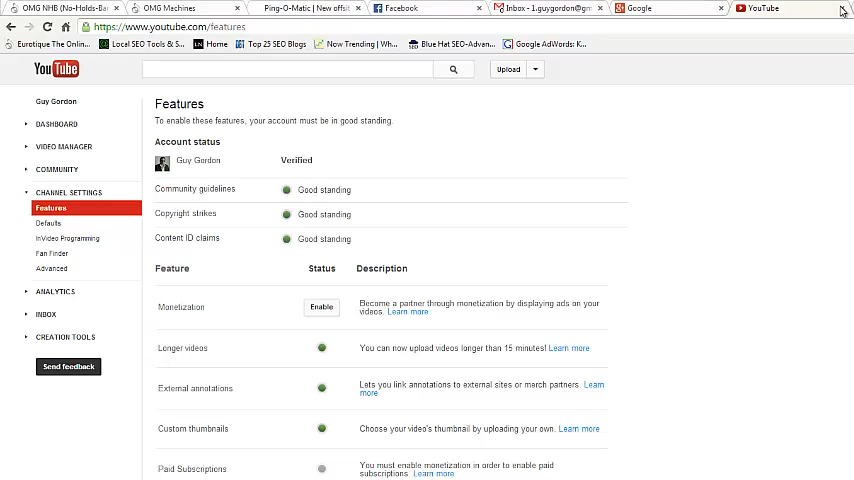 OMG NHB (No-Holds-Ba
OMG Machines
Ping-O-Matic | New offsit
Facebook
Inbox - 1.guygordon@gm
Google
YouTube
https://www.youtube.com/features
Eurotique The Onlin...
Local SEO Tools & S...
Home
Top 25 SEO Blogs
Now Trending | Wh...
Blue Hat SEO-Advan...
Google AdWords: K...
YouTube
Upload
Guy Gordon
DASHBOARD
VIDEO MANAGER
COMMUNITY
CHANNEL SETTINGS
Features
Defaults
InVideo Programming
Fan Finder
Advanced
ANALYTICS
INBOX
CREATION TOOLS
Send feedback
Features
To enable these features, your account must be in good standing.
Account status
Guy Gordon Verified
Community guidelines Good standing
Copyright strikes Good standing
Content ID claims Good standing
Feature Status Description
Monetization Enable Become a partner through monetization by displaying ads on your
videos. Learn more
Longer videos You can now upload videos longer than 15 minutes! Learn more
External annotations Lets you link annotations to external sites or merch partners. Learn
more
Custom thumbnails Choose your video's thumbnail by uploading your own. Learn more
Paid Subscriptions You must enable monetization in order to enable paid
subscriptions. Learn more